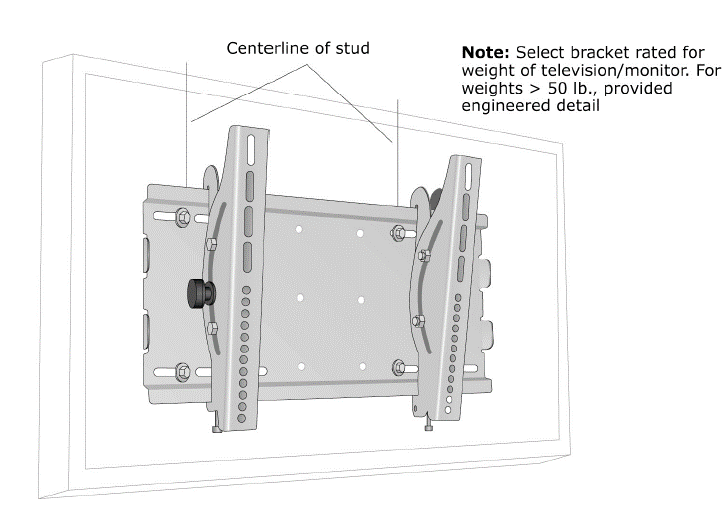 Centerline of stud
Note: Select bracket rated for
weight of television/monitor. For
weights > 50 lb., provided
engineered detail